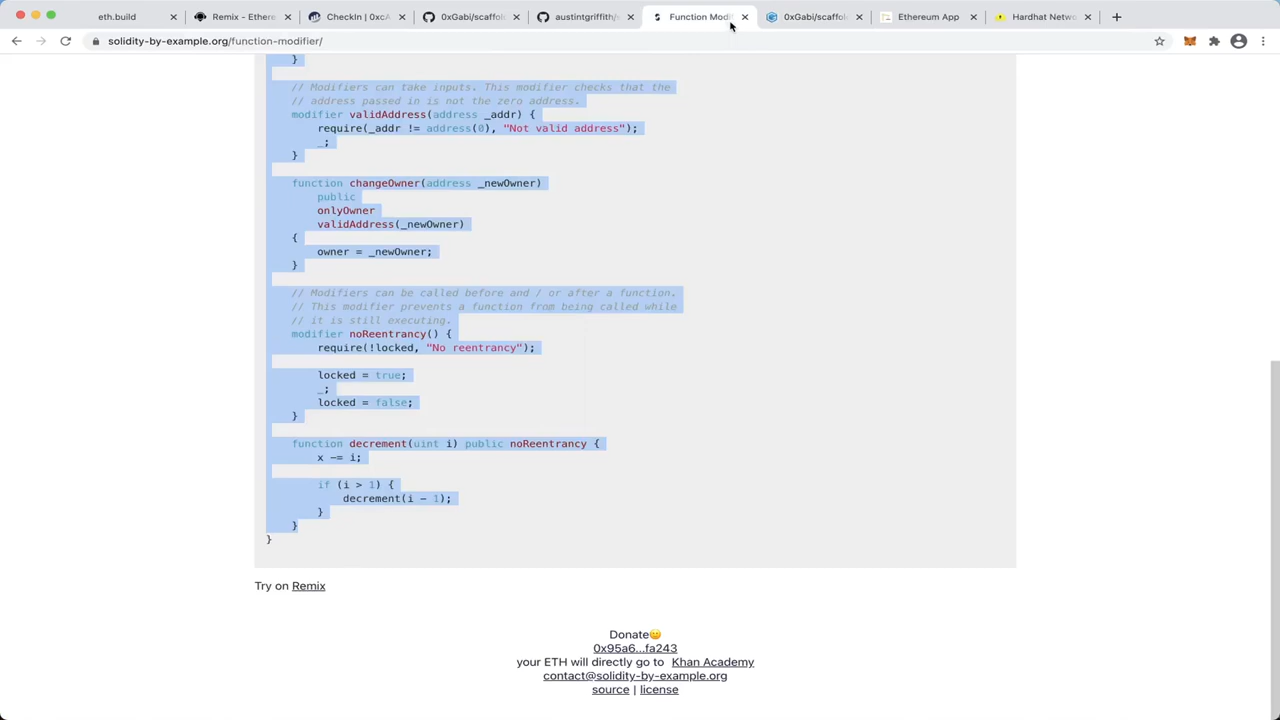 eth.build
Remix - Ethere
CheckIn | 0xcA
0xGabi/scaffol
austintgriffith/
Function Modif
0xGabi/scaffol
Ethereum App
Hardhat Netwo
solidity-by-example.org/function-modifier/
}
// Modifiers can take inputs. This modifier checks that the
// address passed in is not the zero address.
modifier validAddress(address _addr) {
require(_addr != address(0), "Not valid address");
_;
}
function changeOwner(address _newOwner)
public
onlyOwner
validAddress(_newOwner)
{
owner = _newOwner;
}
// Modifiers can be called before and / or after a function.
// This modifier prevents a function from being called while
// it is still executing.
modifier noReentrancy() {
require(!locked, "No reentrancy");
locked = true;
_;
locked = false;
}
function decrement(uint i) public noReentrancy {
x -= i;
if (i > 1) {
decrement(i - 1);
}
}
}
Try on Remix
Donate
0x95a6...fa243
your ETH will directly go to Khan Academy
contact@solidity-by-example.org
source | license